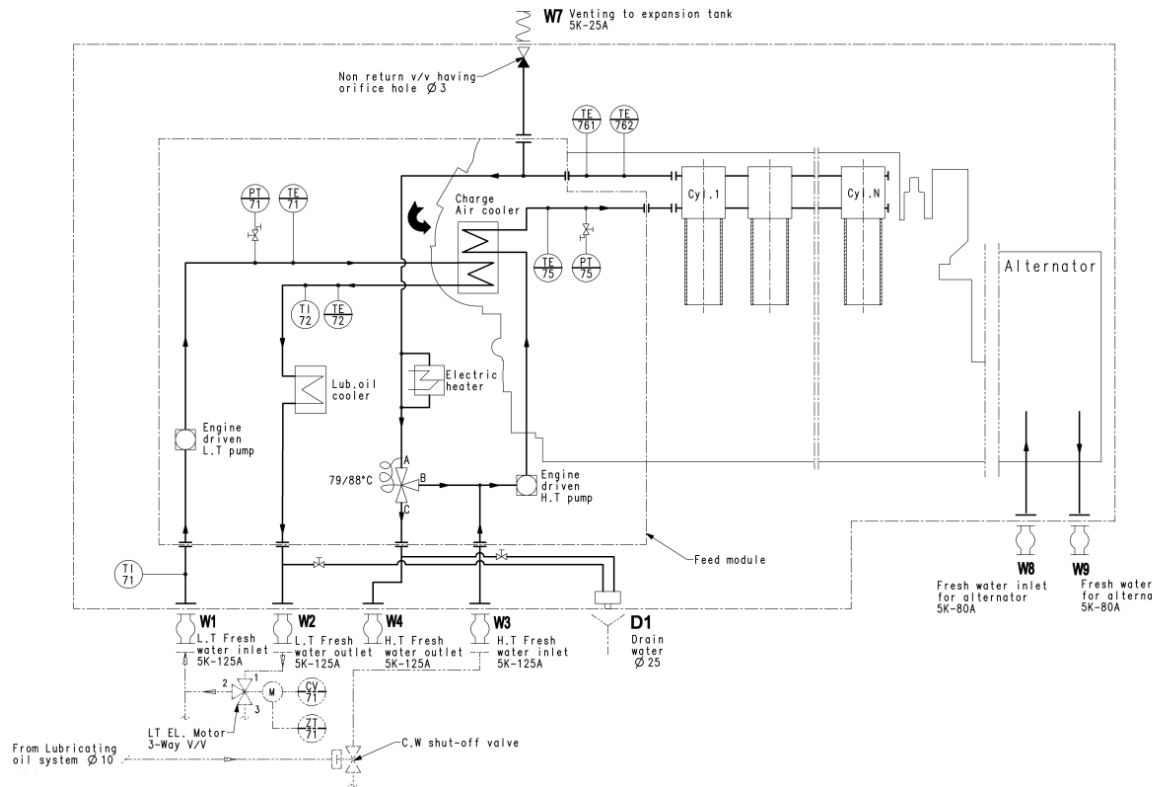 W7 Venting to expansion tank
5K-25A
Non return v/v having
orifice hole Ø3
TE
761
TE
762
PT
71
TE
71
Charge
Air cooler
Cyl.1
Cyl.N
TE
75
PT
75
Alternator
TI
72
TE
72
Electric
heater
Lub.oil
cooler
Engine
driven
L.T pump
79/88°C
A
B
C
Engine
driven
H.T pump
Feed module
TI
71
W8
Fresh water inlet
for alternator
5K-80A
W9
Fresh water
for alterna
5K-80A
W1
L.T Fresh
water inlet
5K-125A
W2
L.T Fresh
water outlet
5K-125A
W4
H.T Fresh
water outlet
5K-125A
W3
H.T Fresh
water inlet
5K-125A
D1
Drain
water
Ø25
1
2
3
M
CV
71
ZT
71
LT EL. Motor
3-Way V/V
C.W shut-off valve
From Lubricating
oil system Ø10